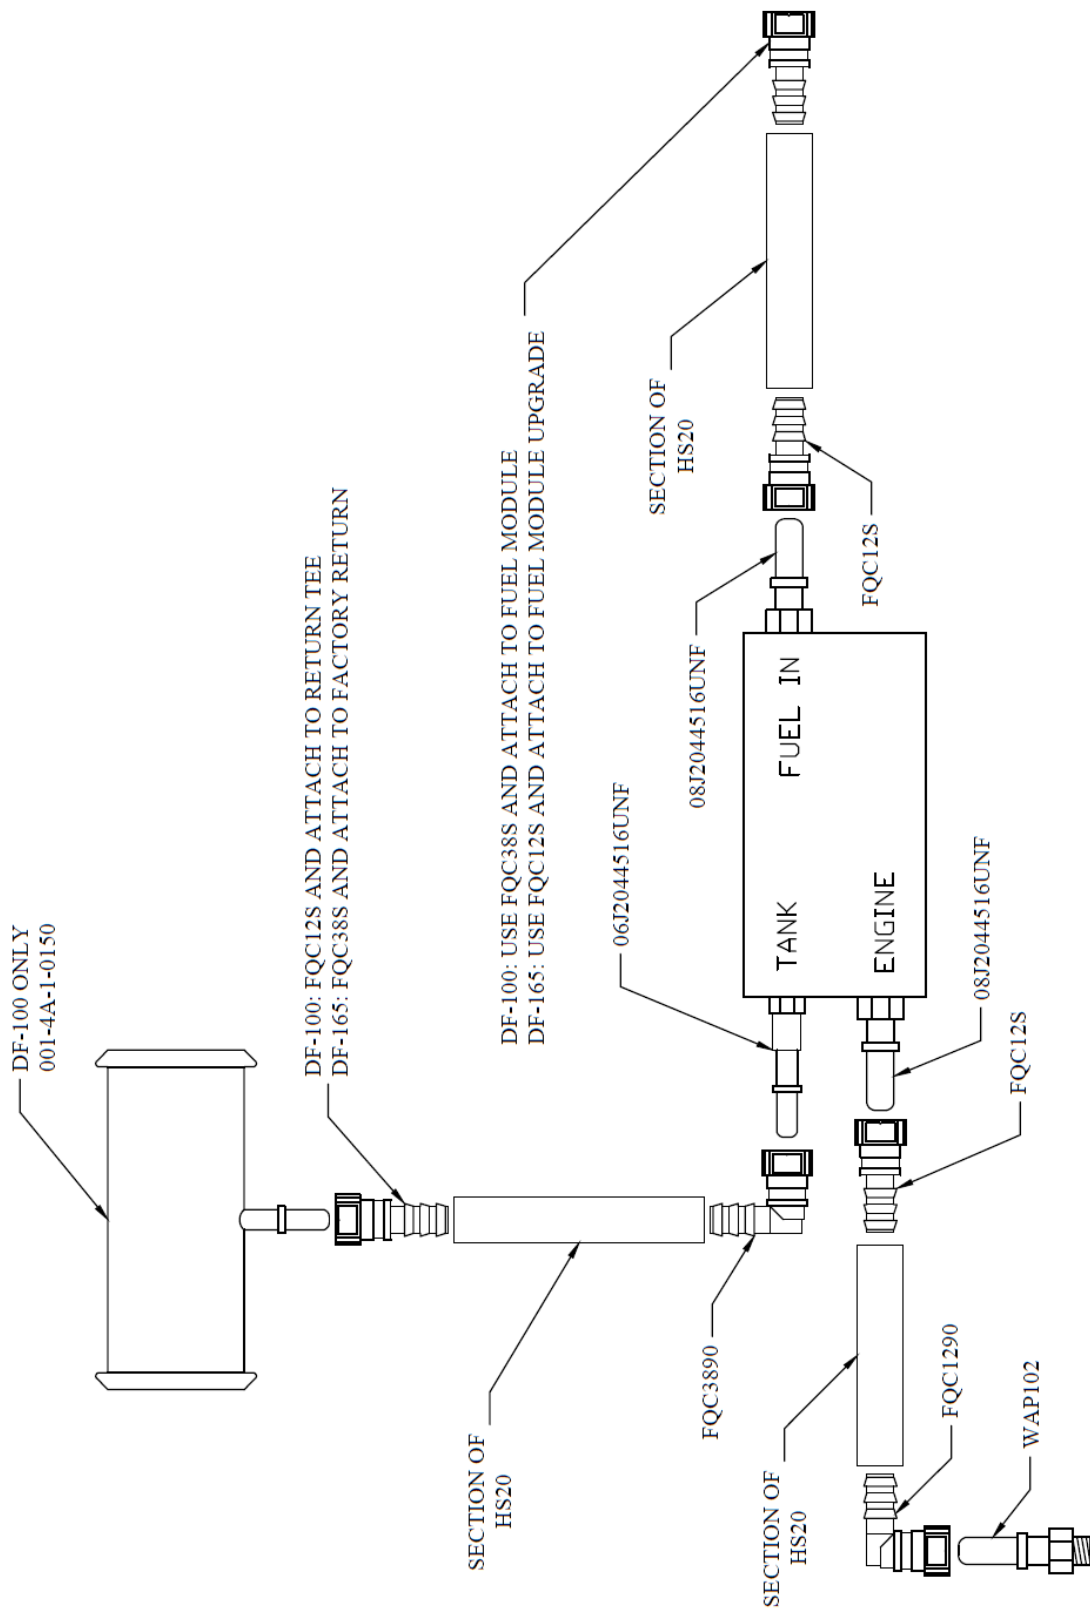 DF-100 ONLY
001-4A-1-0150
DF-100: FQC12S AND ATTACH TO RETURN TEE
DF-165: FQC38S AND ATTACH TO FACTORY RETURN
DF-100: USE FQC38S AND ATTACH TO FUEL MODULE
DF-165: USE FQC12S AND ATTACH TO FUEL MODULE UPGRADE
SECTION OF
HS20
SECTION OF
HS20
FQC3890
06J2044516UNF
08J2044516UNF
FQC12S
TANK
FUEL IN
ENGINE
08J2044516UNF
FQC12S
SECTION OF
HS20
FQC1290
WAP102